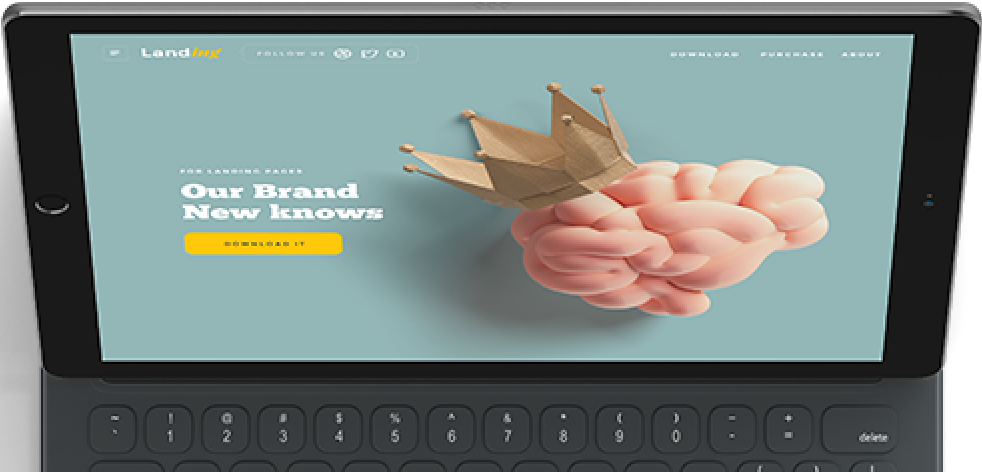 Landing
FOLLOW US
DOWNLOAD PURCHASE ABOUT
FOR LANDING PAGES
Our Brand
New knows
DOWNLOAD IT
~ ! @ # $ % ^ & * ( ) − +
` 1 2 3 4 5 6 7 8 9 0 - = delete
{ } |